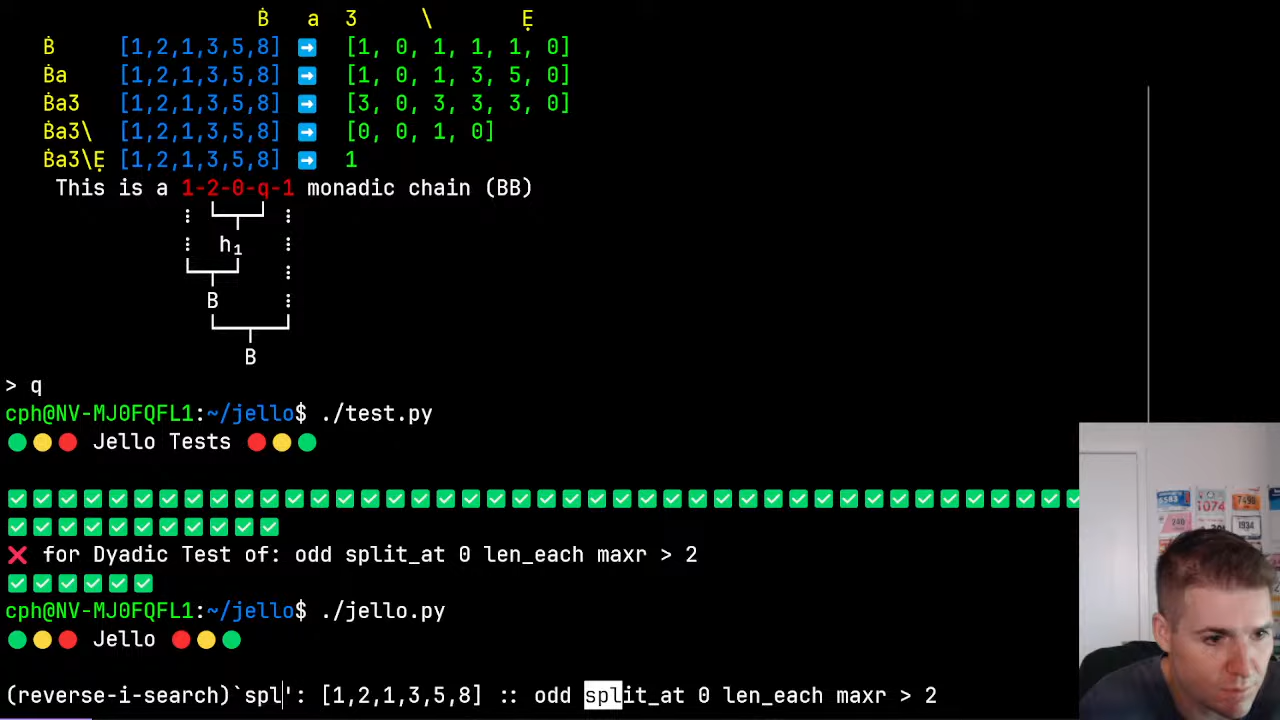 Ḃ a 3 \ Ẹ
Ḃ [1,2,1,3,5,8] ➡ [1, 0, 1, 1, 1, 0]
Ḃa [1,2,1,3,5,8] ➡ [1, 0, 1, 3, 5, 0]
Ḃa3 [1,2,1,3,5,8] ➡ [3, 0, 3, 3, 3, 0]
Ḃa3\ [1,2,1,3,5,8] ➡ [0, 0, 1, 0]
Ḃa3\Ẹ [1,2,1,3,5,8] ➡ 1
This is a 1-2-0-q-1 monadic chain (BB)
h₁
B
B
> q
cph@NV-MJ0FQFL1:~/jello$ ./test.py
🟢🟡🔴 Jello Tests 🔴🟡🟢
✅✅✅✅✅✅✅✅✅✅✅✅✅✅✅✅✅✅✅✅✅✅✅✅✅✅✅✅✅✅✅✅✅✅✅✅✅✅✅✅✅✅✅
✅✅✅✅✅✅✅✅✅✅✅
❌ for Dyadic Test of: odd split_at 0 len_each maxr > 2
✅✅✅✅✅✅
cph@NV-MJ0FQFL1:~/jello$ ./jello.py
🟢🟡🔴 Jello 🔴🟡🟢
(reverse-i-search)`spl': [1,2,1,3,5,8] :: odd split_at 0 len_each maxr > 2
1074
1934